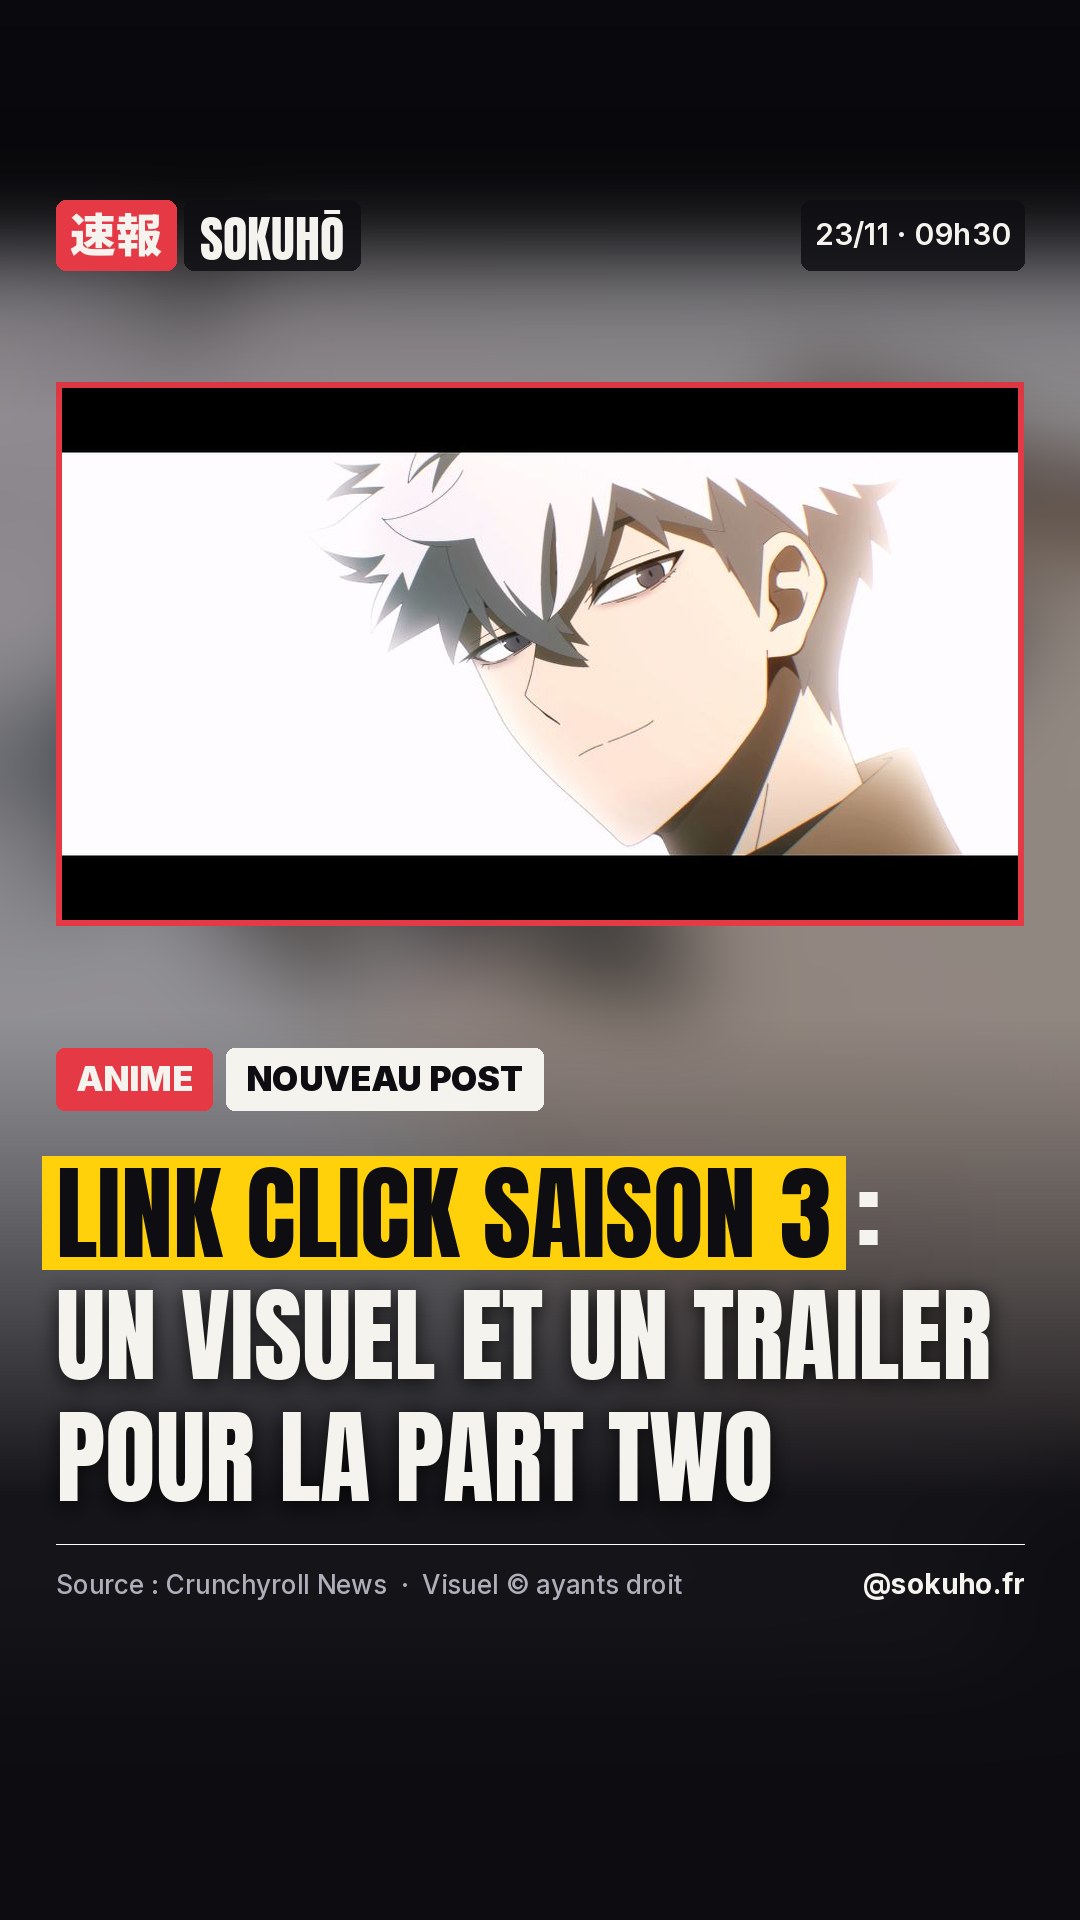 速報 SOKUHŌ
23/11 · 09h30
ANIME
NOUVEAU POST
LINK CLICK SAISON 3 :
UN VISUEL ET UN TRAILER
POUR LA PART TWO
Source : Crunchyroll News · Visuel © ayants droit
@sokuho.fr